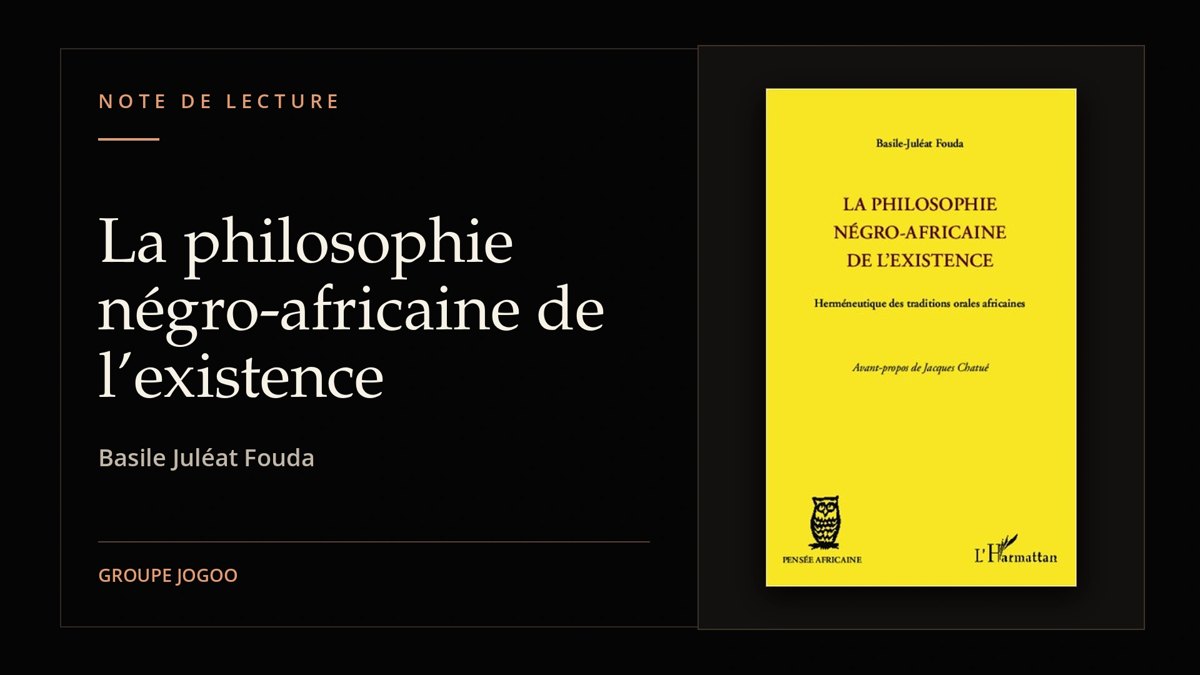 NOTE DE LECTURE
La philosophie
négro-africaine de
l’existence
Basile Juléat Fouda
GROUPE JOGOO
Basile-Juléat Fouda
LA PHILOSOPHIE
NÉGRO-AFRICAINE
DE L’EXISTENCE
Herméneutique des traditions orales africaines
Avant-propos de Jacques Chatué
PENSÉE AFRICAINE
L'Harmattan